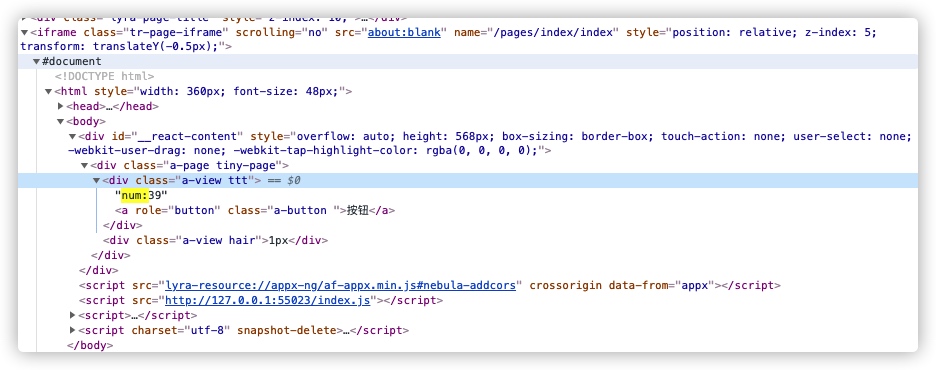 <div class="lyra-page-title" style="z-index: 10;">…</div>
▼<iframe class="tr-page-iframe" scrolling="no" src="about:blank" name="/pages/index/index" style="position: relative; z-index: 5;
transform: translateY(-0.5px);">
▼#document
<!DOCTYPE html>
▼<html style="width: 360px; font-size: 48px;">
▶<head>…</head>
▼<body>
▼<div id="__react-content" style="overflow: auto; height: 568px; box-sizing: border-box; touch-action: none; user-select: none;
-webkit-user-drag: none; -webkit-tap-highlight-color: rgba(0, 0, 0, 0);">
▼<div class="a-page tiny-page">
▼<div class="a-view ttt"> == $0
"num:39"
<a role="button" class="a-button ">按钮</a>
</div>
<div class="a-view hair">1px</div>
</div>
</div>
<script src="lyra-resource://appx-ng/af-appx.min.js#nebula-addcors" crossorigin data-from="appx"></script>
<script src="http://127.0.0.1:55023/index.js"></script>
▶<script>…</script>
▶<script charset="utf-8" snapshot-delete>…</script>
</body>